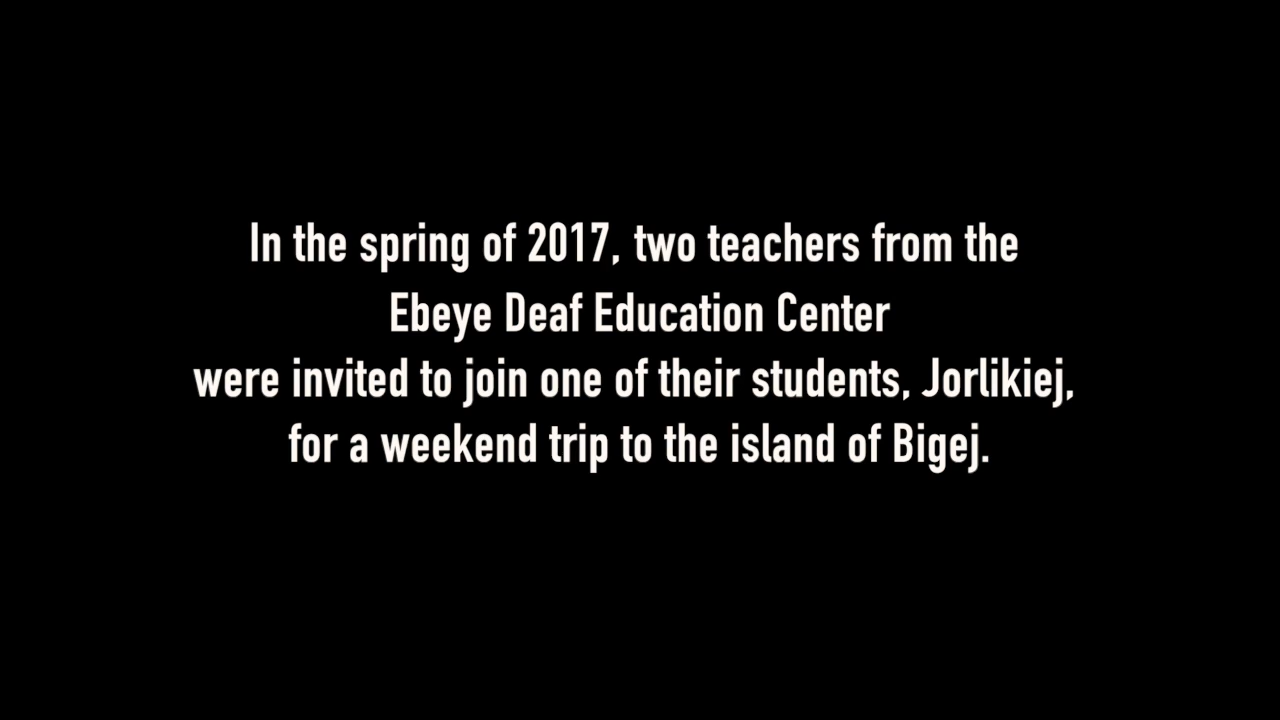 In the spring of 2017, two teachers from the
Ebeye Deaf Education Center
were invited to join one of their students, Jorlikiej,
for a weekend trip to the island of Bigej.